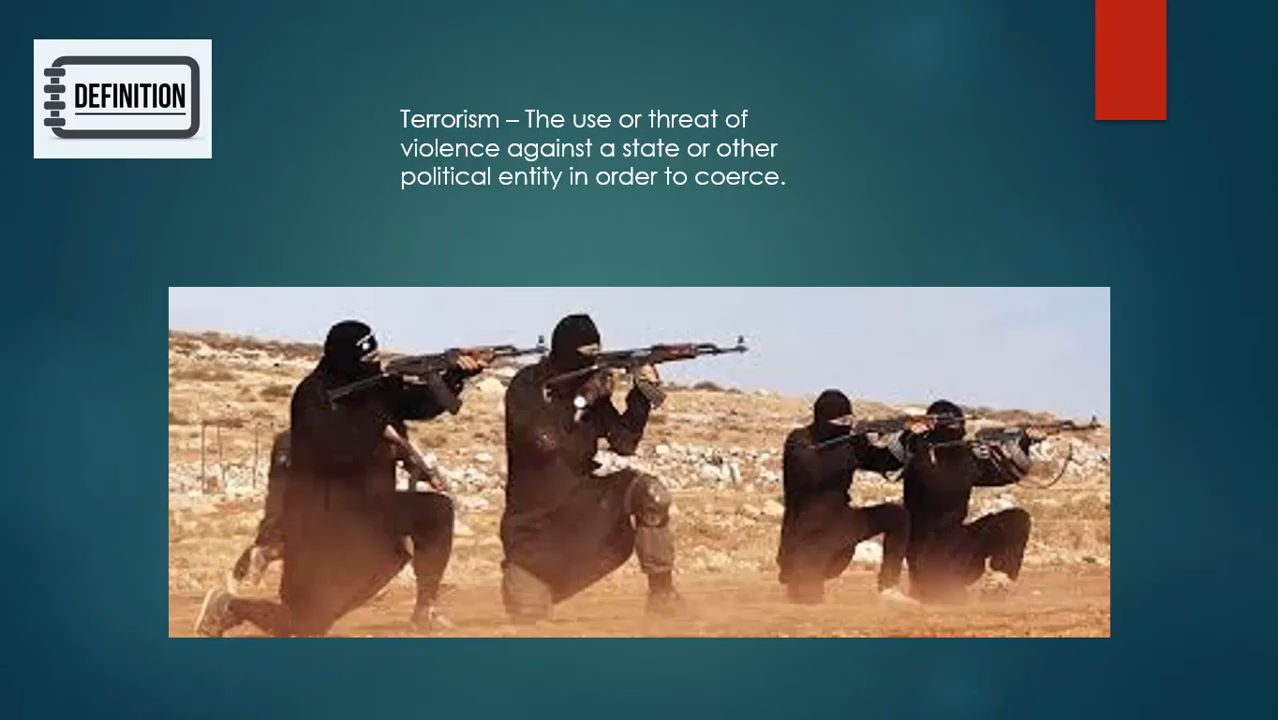 DEFINITION
Terrorism – The use or threat of
violence against a state or other
political entity in order to coerce.